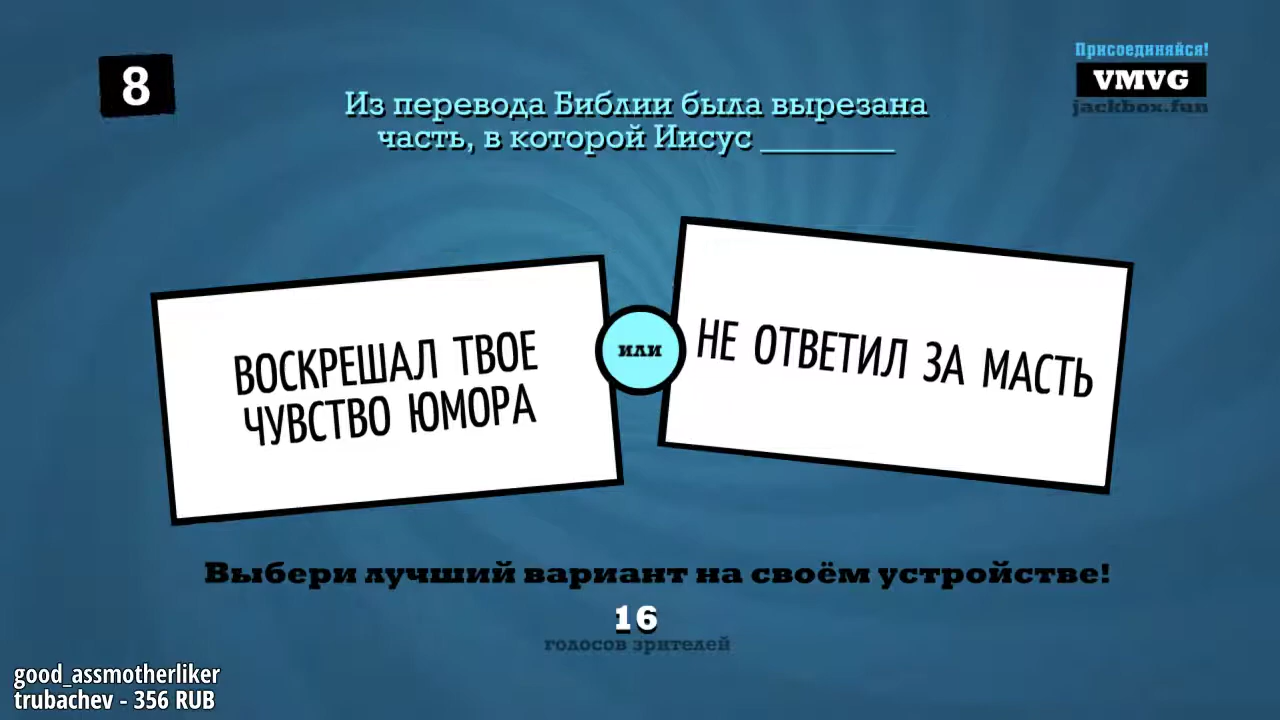 8
Присоединяйся!
VMVG
jackbox.fun
Из перевода Библии была вырезана
часть, в которой Иисус ________
ВОСКРЕШАЛ ТВОЕ
ЧУВСТВО ЮМОРА
или
НЕ ОТВЕТИЛ ЗА МАСТЬ
Выбери лучший вариант на своём устройстве!
16
голосов зрителей
good_assmotherliker
trubachev - 356 RUB